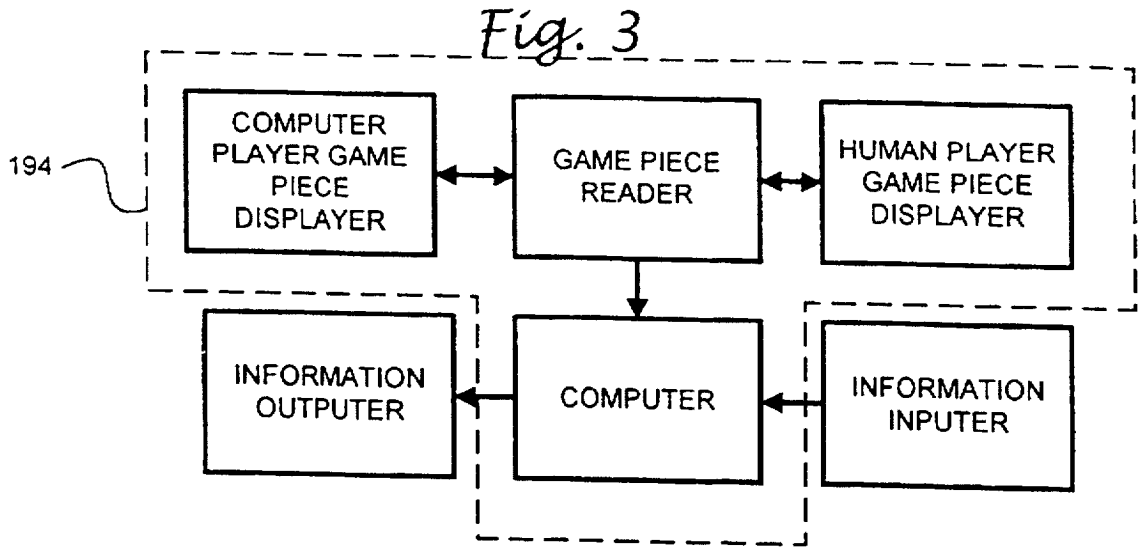 Fig. 3
194
COMPUTER
PLAYER GAME
PIECE
DISPLAYER
GAME PIECE
READER
HUMAN PLAYER
GAME PIECE
DISPLAYER
INFORMATION
OUTPUTER
COMPUTER
INFORMATION
INPUTER